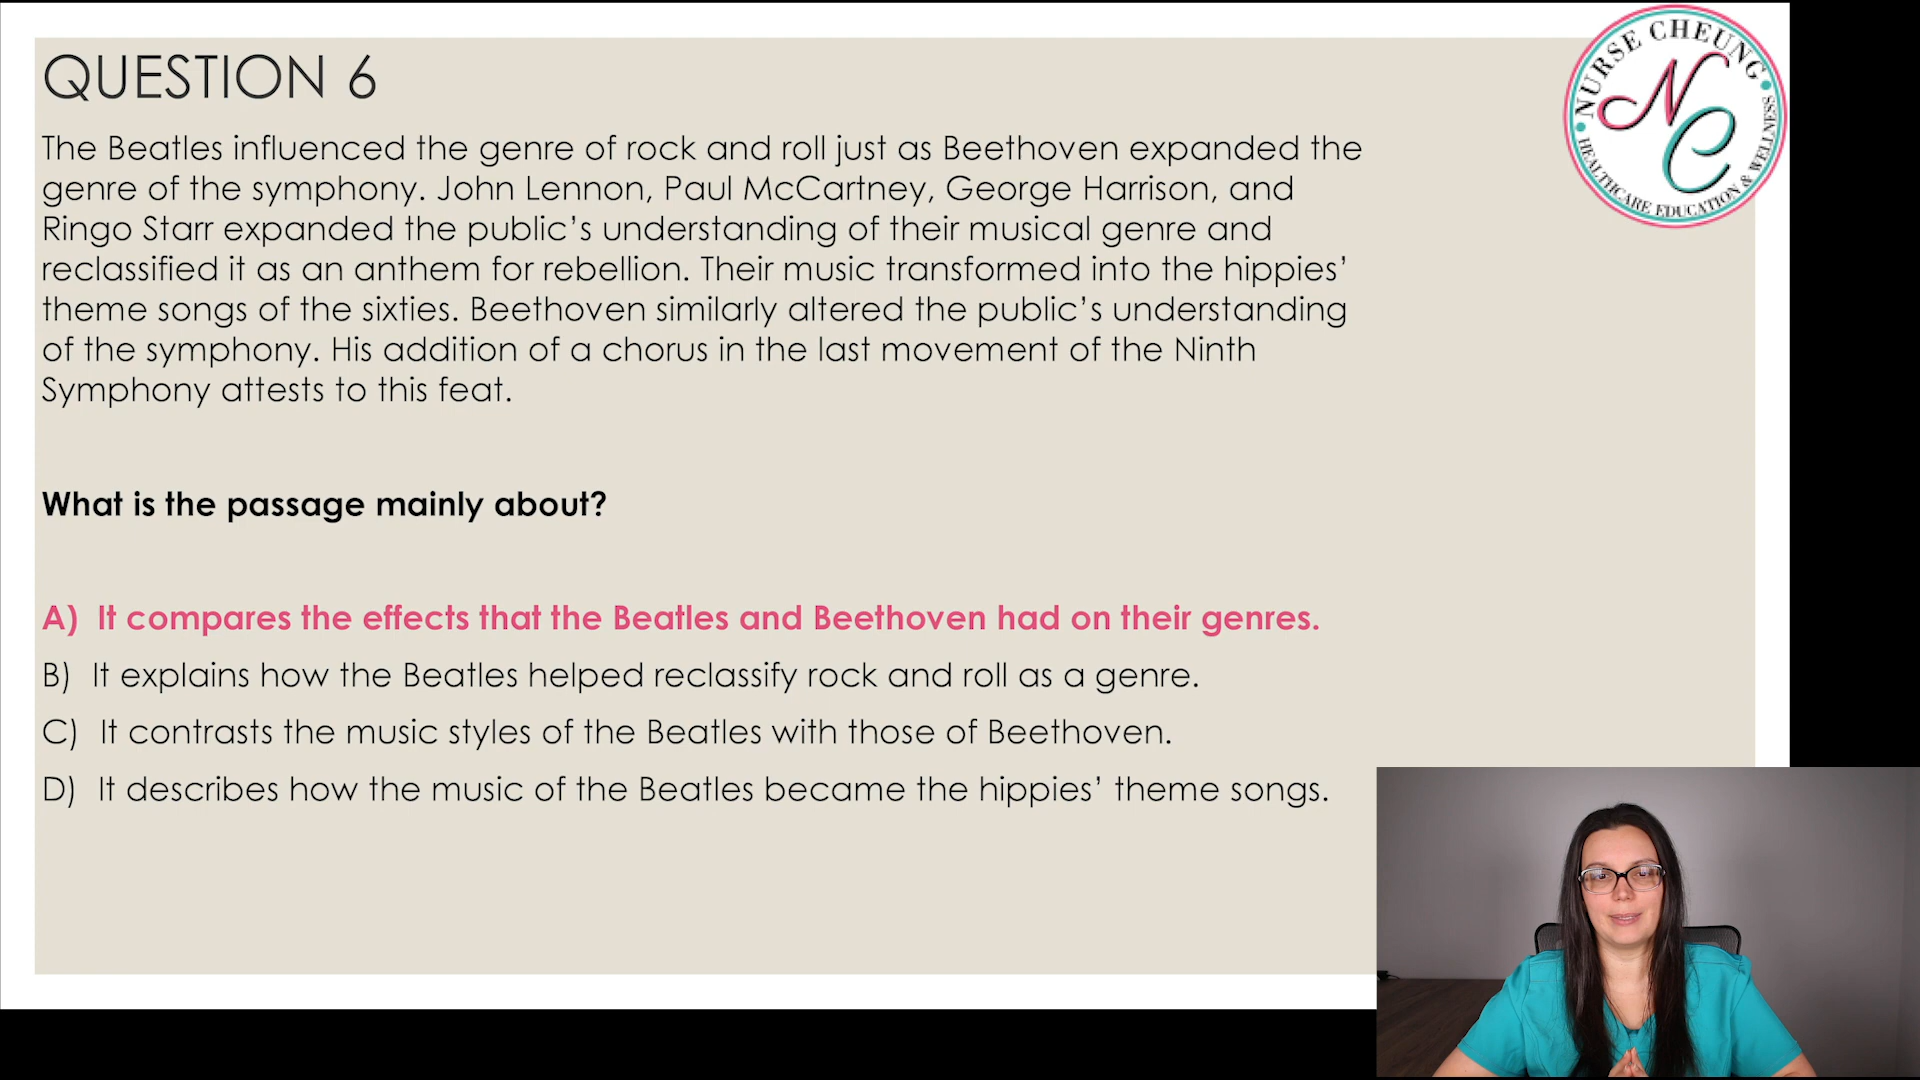 QUESTION 6
The Beatles influenced the genre of rock and roll just as Beethoven expanded the
genre of the symphony. John Lennon, Paul McCartney, George Harrison, and
Ringo Starr expanded the public’s understanding of their musical genre and
reclassified it as an anthem for rebellion. Their music transformed into the hippies’
theme songs of the sixties. Beethoven similarly altered the public’s understanding
of the symphony. His addition of a chorus in the last movement of the Ninth
Symphony attests to this feat.
What is the passage mainly about?
A) It compares the effects that the Beatles and Beethoven had on their genres.
B) It explains how the Beatles helped reclassify rock and roll as a genre.
C) It contrasts the music styles of the Beatles with those of Beethoven.
D) It describes how the music of the Beatles became the hippies’ theme songs.
NURSE CHEUNG
NC
HEALTHCARE EDUCATION & WELLNESS